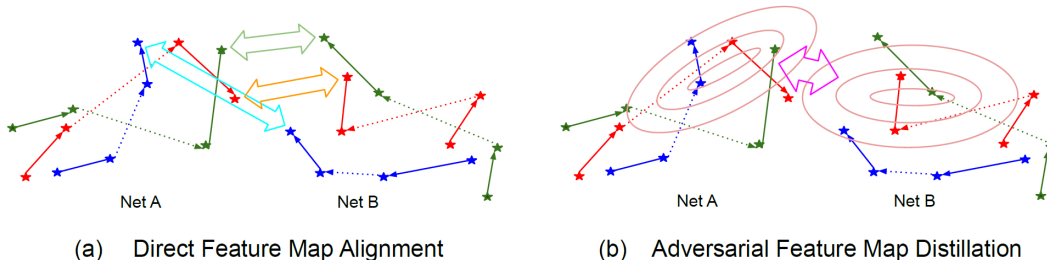 Net A
Net B
Net A
Net B
(a) Direct Feature Map Alignment
(b) Adversarial Feature Map Distillation